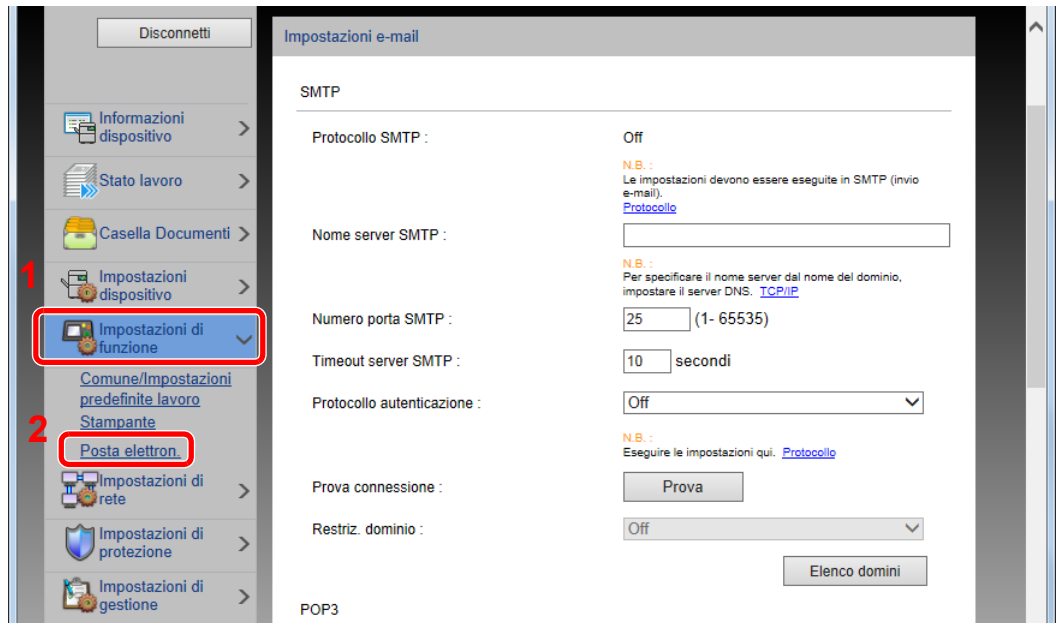 Disconnetti
Informazioni
dispositivo
Stato lavoro
Casella Documenti
1
Impostazioni
dispositivo
Impostazioni di
funzione
Comune/Impostazioni
predefinite lavoro
Stampante
2
Posta elettron.
Impostazioni di
rete
Impostazioni di
protezione
Impostazioni di
gestione
Impostazioni e-mail
SMTP
Protocollo SMTP : Off
N.B. :
Le impostazioni devono essere eseguite in SMTP (invio
e-mail).
Protocollo
Nome server SMTP :
N.B. :
Per specificare il nome server dal nome del dominio,
impostare il server DNS. TCP/IP
Numero porta SMTP : 25 (1- 65535)
Timeout server SMTP : 10 secondi
Protocollo autenticazione : Off
N.B. :
Eseguire le impostazioni qui. Protocollo
Prova connessione : Prova
Restriz. dominio : Off
Elenco domini
POP3